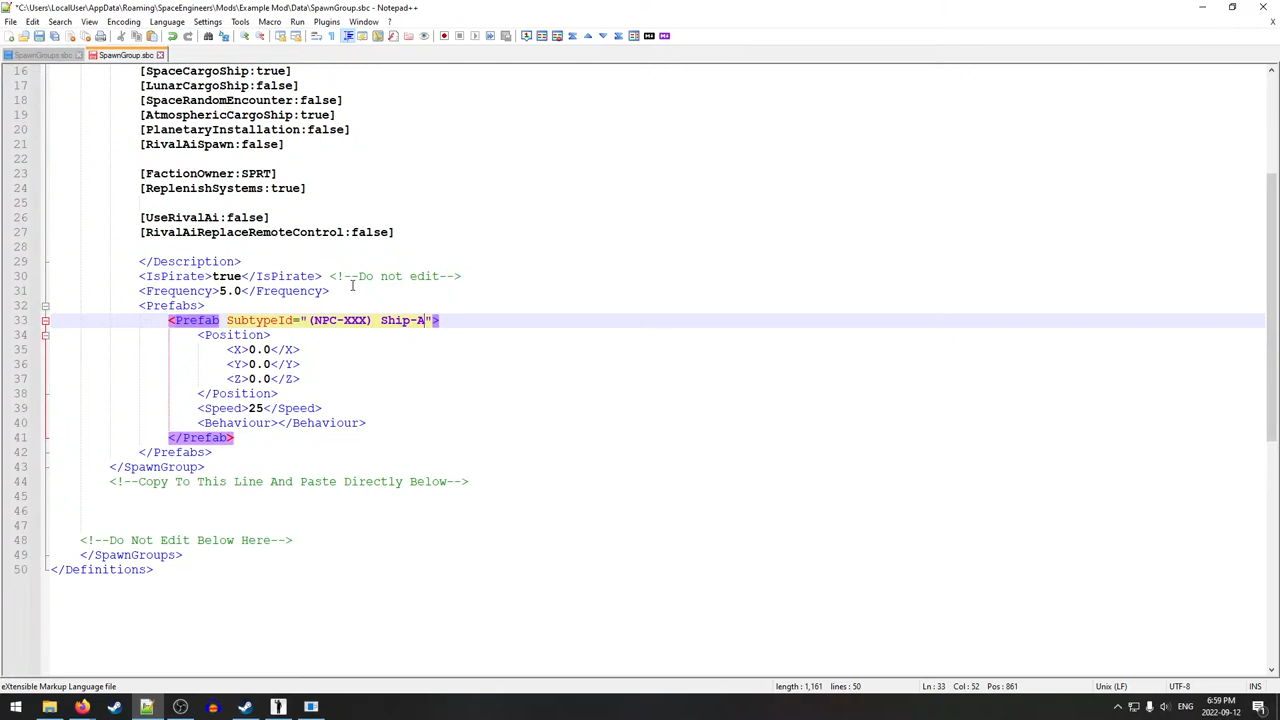 *C:\Users\LocalUser\AppData\Roaming\SpaceEngineers\Mods\Example Mod\Data\SpawnGroup.sbc - Notepad++
File Edit Search View Encoding Language Settings Tools Macro Run Plugins Window ?
SpawnGroups.sbc SpawnGroup.sbc
16 [SpaceCargoShip:true]
17 [LunarCargoShip:false]
18 [SpaceRandomEncounter:false]
19 [AtmosphericCargoShip:true]
20 [PlanetaryInstallation:false]
21 [RivalAiSpawn:false]
22
23 [FactionOwner:SPRT]
24 [ReplenishSystems:true]
25
26 [UseRivalAi:false]
27 [RivalAiReplaceRemoteControl:false]
28
29 </Description>
30 <IsPirate>true</IsPirate> <!--Do not edit-->
31 <Frequency>5.0</Frequency>
32 <Prefabs>
33 <Prefab SubtypeId="(NPC-XXX) Ship-A">
34 <Position>
35 <X>0.0</X>
36 <Y>0.0</Y>
37 <Z>0.0</Z>
38 </Position>
39 <Speed>25</Speed>
40 <Behaviour></Behaviour>
41 </Prefab>
42 </Prefabs>
43 </SpawnGroup>
44 <!--Copy To This Line And Paste Directly Below-->
45
46
47
48 <!--Do Not Edit Below Here-->
49 </SpawnGroups>
50 </Definitions>
eXtensible Markup Language file length : 1,161 lines : 50 Ln : 33 Col : 52 Pos : 861 Unix (LF) UTF-8 INS
ENG 6:59 PM
2022-09-12